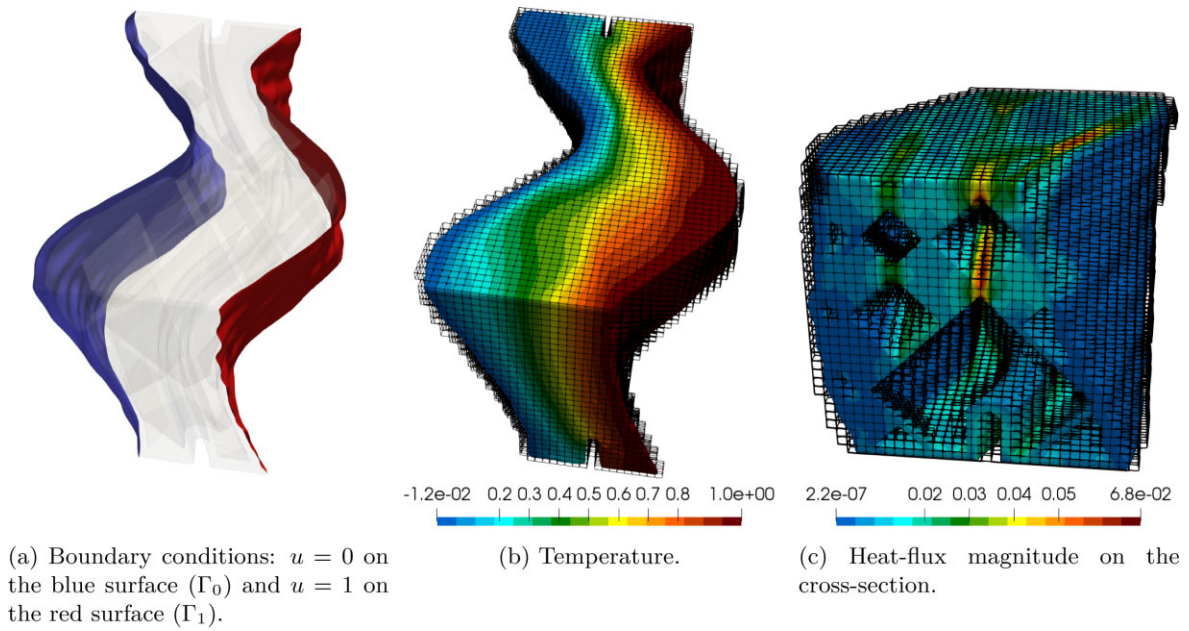 -1.2e-02 0.2 0.3 0.4 0.5 0.6 0.7 0.8 1.0e+00
2.2e-07 0.02 0.03 0.04 0.05 6.8e-02
(a) Boundary conditions: u = 0 on
the blue surface (Γ0) and u = 1 on
the red surface (Γ1).
(b) Temperature.
(c) Heat-flux magnitude on the
cross-section.